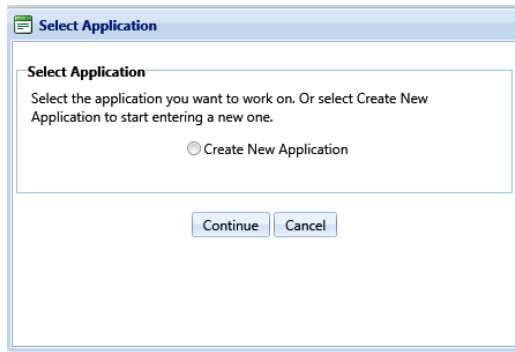 Select Application
Select Application
Select the application you want to work on. Or select Create New
Application to start entering a new one.
Create New Application
Continue Cancel